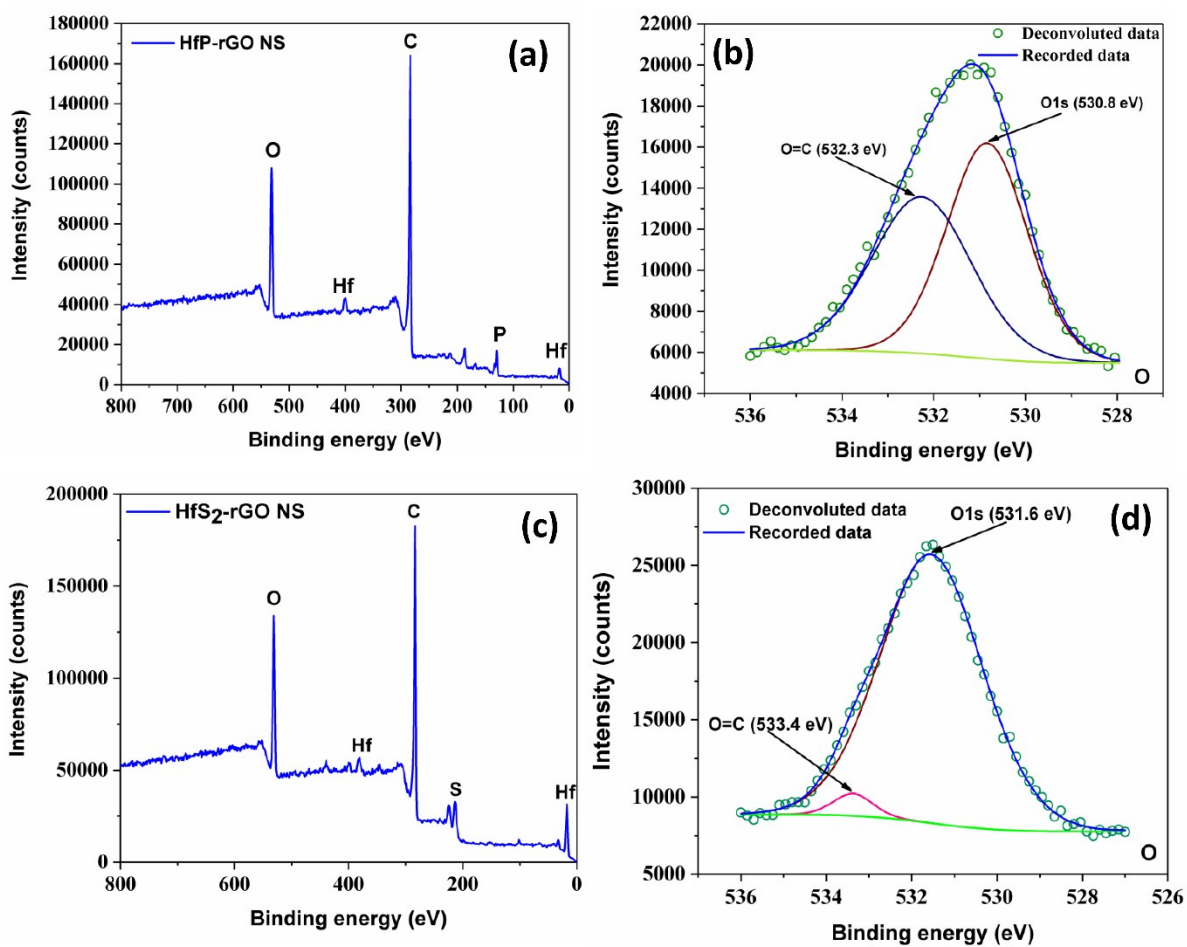 HfP-rGO NS
(a)
C
O
Hf
P
Hf
180000
160000
140000
120000
100000
80000
60000
40000
20000
0
800 700 600 500 400 300 200 100 0
Intensity (counts)
Binding energy (eV)
(b)
Deconvoluted data
Recorded data
O1s (530.8 eV)
O=C (532.3 eV)
22000
20000
18000
16000
14000
12000
10000
8000
6000
4000
O
536 534 532 530 528
Intensity (counts)
Binding energy (eV)
HfS2-rGO NS
(c)
C
O
Hf
S
Hf
200000
150000
100000
50000
0
800 600 400 200 0
Intensity (counts)
Binding energy (eV)
Deconvoluted data
Recorded data
(d)
O1s (531.6 eV)
O=C (533.4 eV)
30000
25000
20000
15000
10000
5000
O
536 534 532 530 528 526
Intensity (counts)
Binding energy (eV)